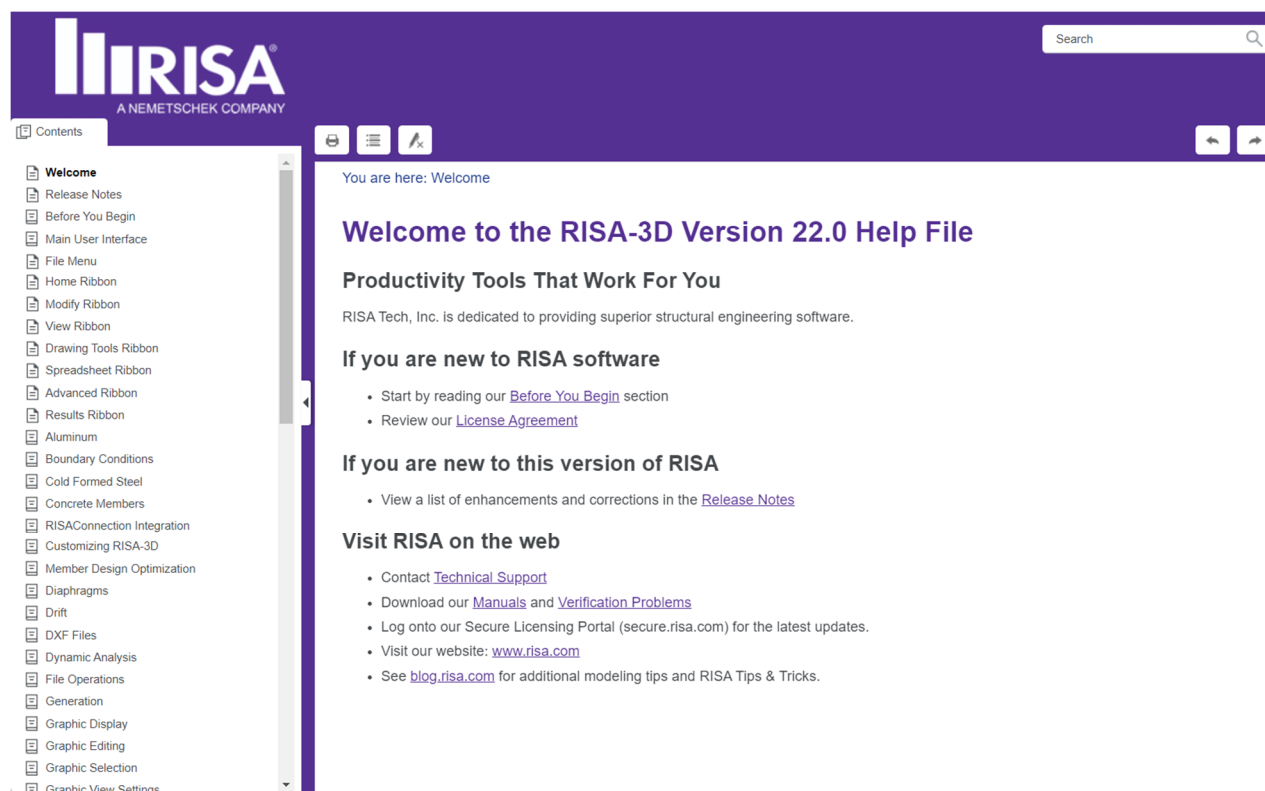 RISA®
A NEMETSCHEK COMPANY
Search
Contents
Welcome
Release Notes
Before You Begin
Main User Interface
File Menu
Home Ribbon
Modify Ribbon
View Ribbon
Drawing Tools Ribbon
Spreadsheet Ribbon
Advanced Ribbon
Results Ribbon
Aluminum
Boundary Conditions
Cold Formed Steel
Concrete Members
RISAConnection Integration
Customizing RISA-3D
Member Design Optimization
Diaphragms
Drift
DXF Files
Dynamic Analysis
File Operations
Generation
Graphic Display
Graphic Editing
Graphic Selection
Graphic View Settings
You are here: Welcome
Welcome to the RISA-3D Version 22.0 Help File
Productivity Tools That Work For You
RISA Tech, Inc. is dedicated to providing superior structural engineering software.
If you are new to RISA software
• Start by reading our Before You Begin section
• Review our License Agreement
If you are new to this version of RISA
• View a list of enhancements and corrections in the Release Notes
Visit RISA on the web
• Contact Technical Support
• Download our Manuals and Verification Problems
• Log onto our Secure Licensing Portal (secure.risa.com) for the latest updates.
• Visit our website: www.risa.com
• See blog.risa.com for additional modeling tips and RISA Tips & Tricks.